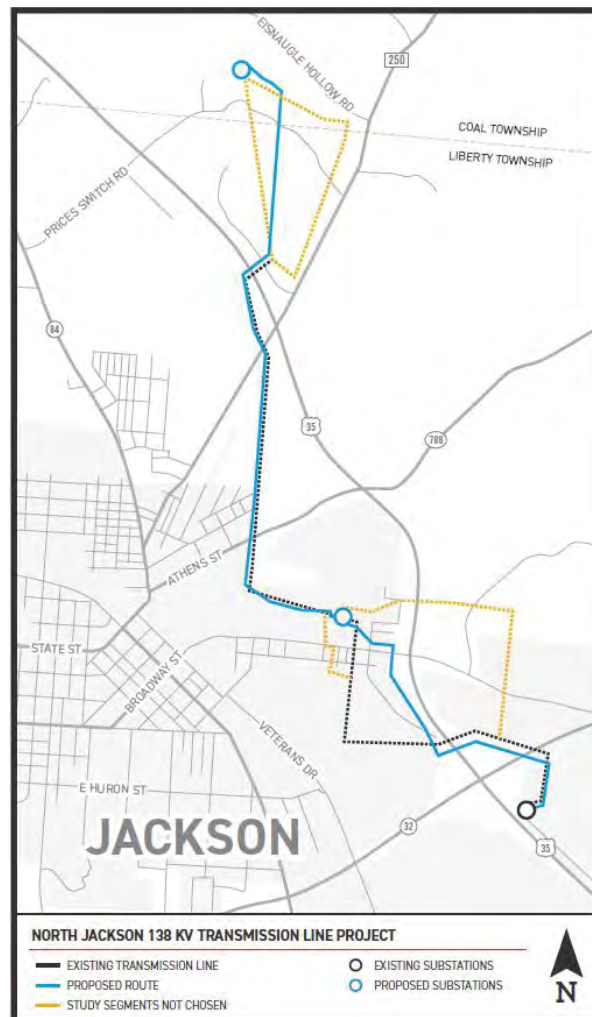 EISNAUGLE HOLLOW RD
250
COAL TOWNSHIP
LIBERTY TOWNSHIP
PRICES SWITCH RD
84
35
788
ATHENS ST
STATE ST
BROADWAY ST
VETERANS DR
E HURON ST
JACKSON
32
35
NORTH JACKSON 138 KV TRANSMISSION LINE PROJECT
EXISTING TRANSMISSION LINE
EXISTING SUBSTATIONS
PROPOSED ROUTE
PROPOSED SUBSTATIONS
STUDY SEGMENTS NOT CHOSEN
N